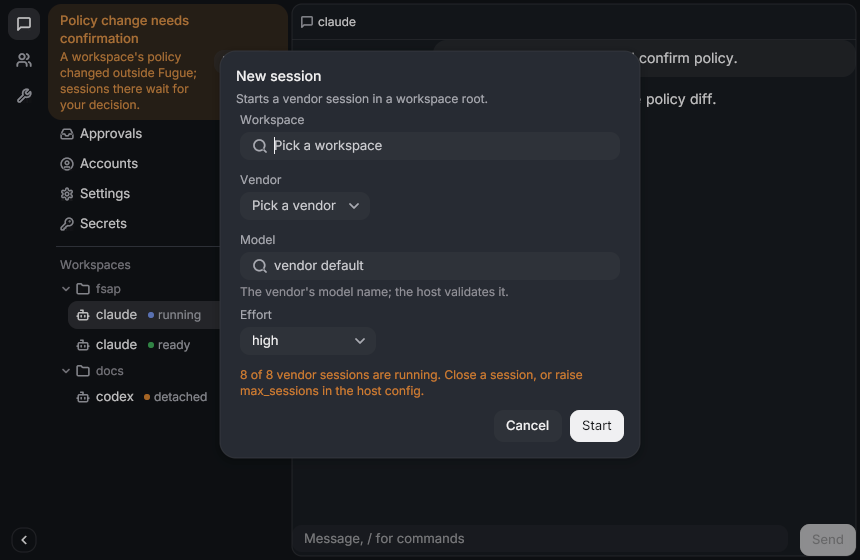 Policy change needs
confirmation
A workspace's policy
changed outside Fugue;
sessions there wait for
your decision.
Approvals
Accounts
Settings
Secrets
Workspaces
fsap
claude running
claude ready
docs
codex detached
claude
confirm policy.
policy diff.
New session
Starts a vendor session in a workspace root.
Workspace
Pick a workspace
Vendor
Pick a vendor
Model
vendor default
The vendor's model name; the host validates it.
Effort
high
8 of 8 vendor sessions are running. Close a session, or raise
max_sessions in the host config.
Cancel
Start
Message, / for commands
Send